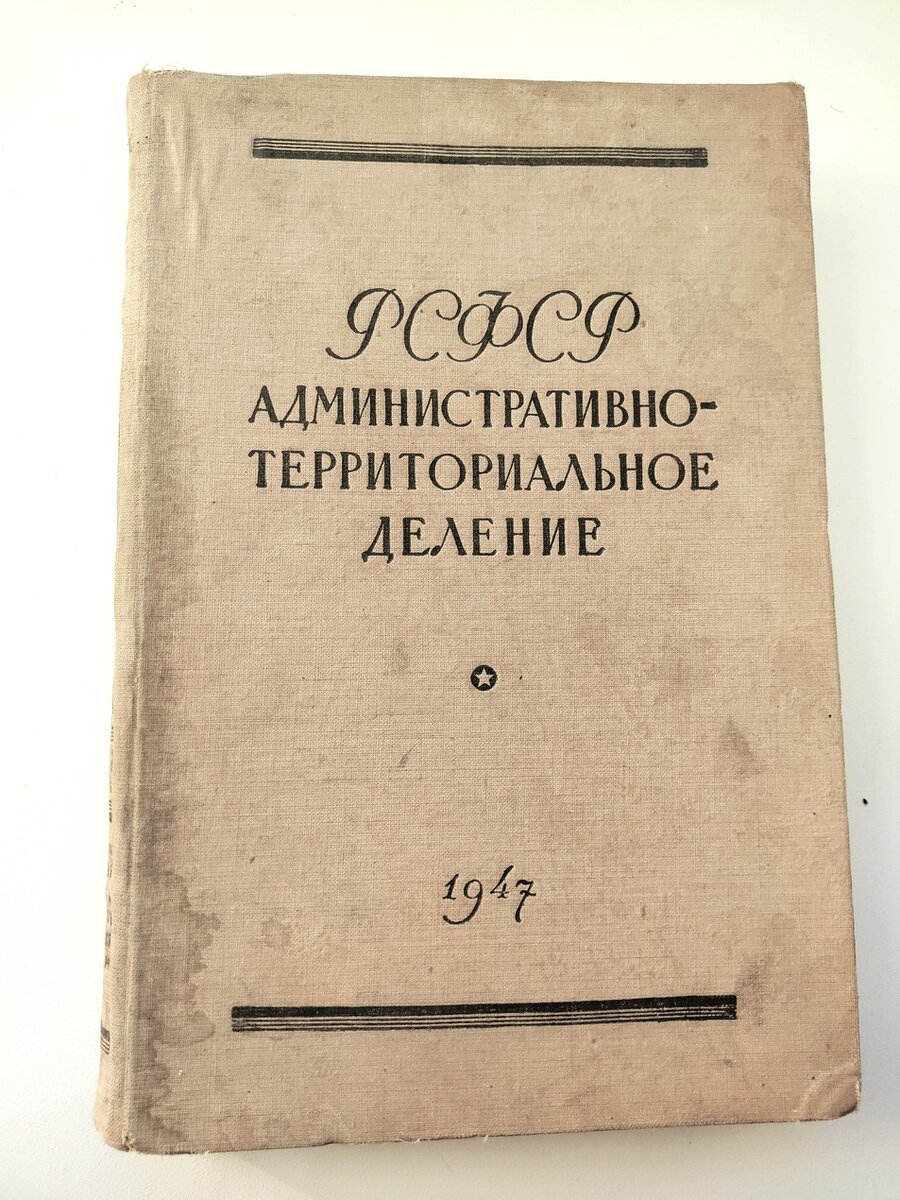 РСФСР
АДМИНИСТРАТИВНО-
ТЕРРИТОРИАЛЬНОЕ
ДЕЛЕНИЕ
1947